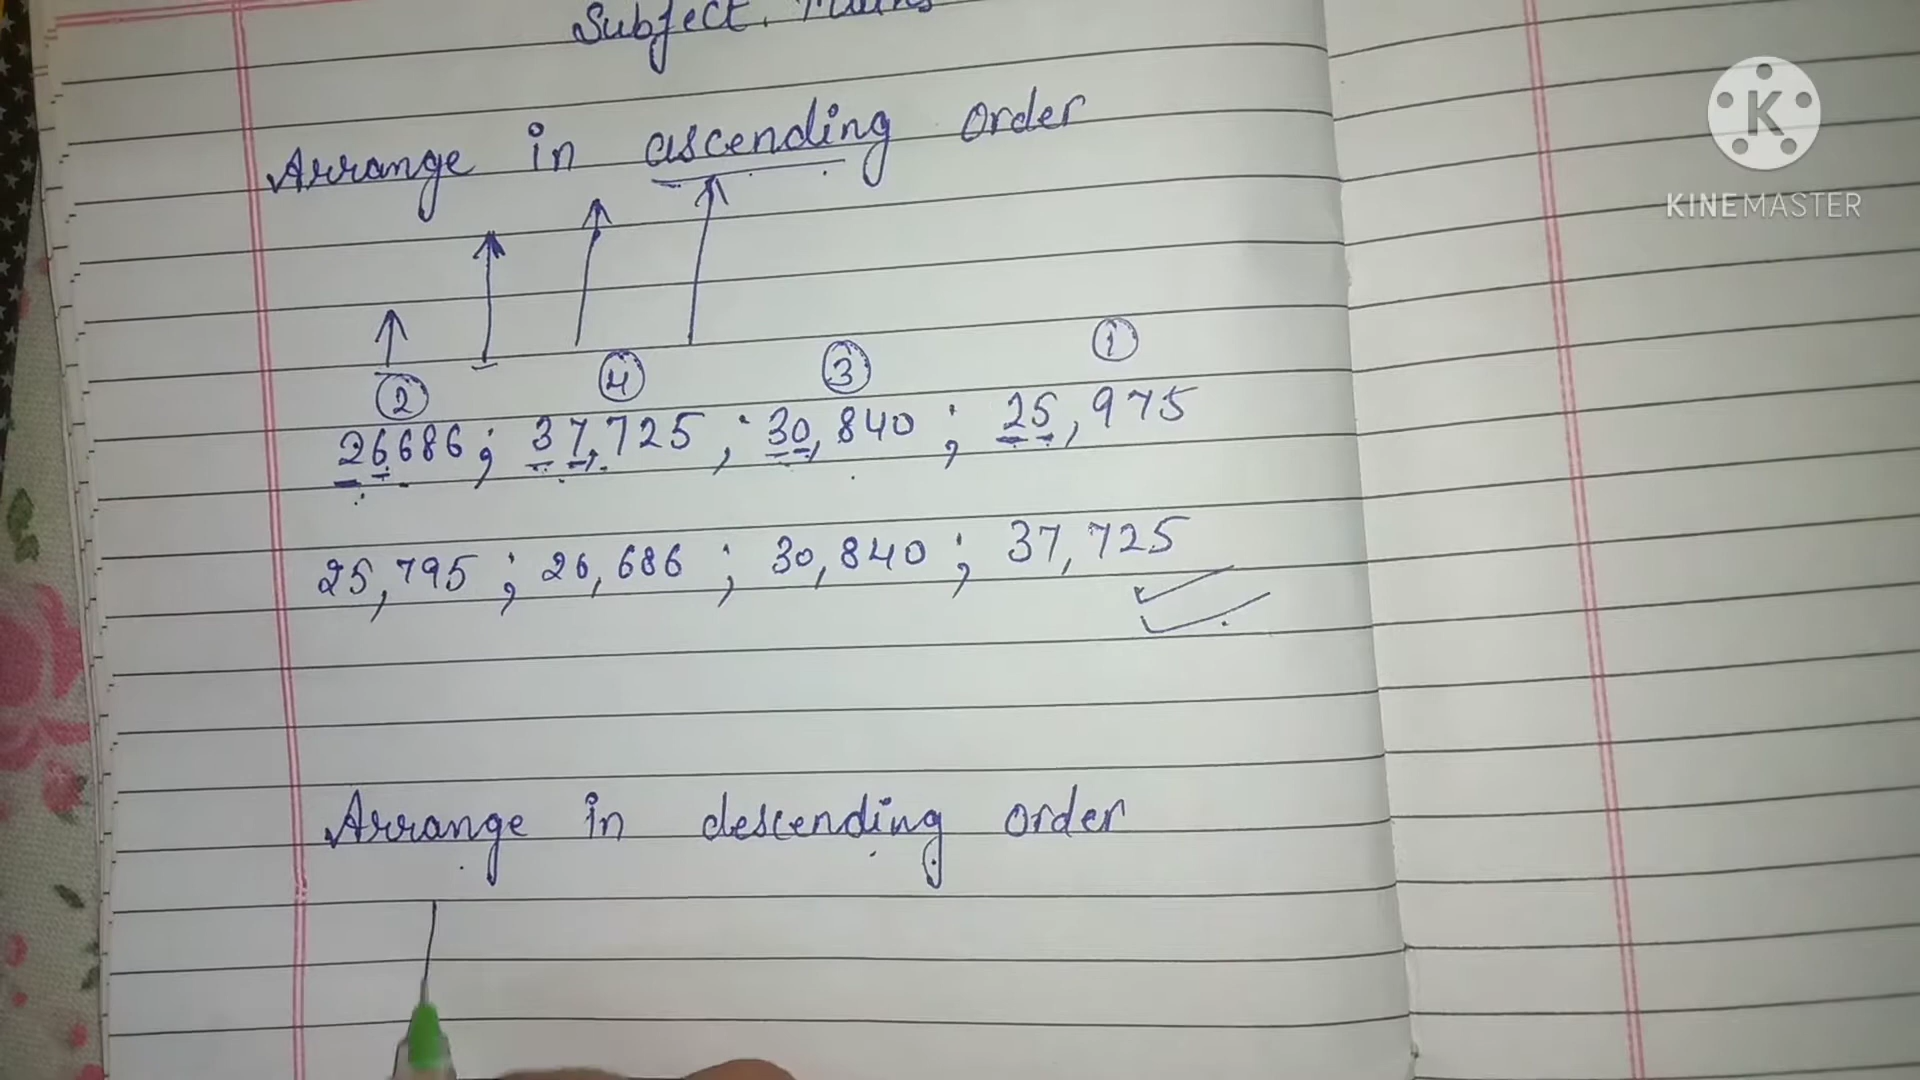 Subject. Maths
Arrange in ascending order
K
KINEMASTER
2 4 3 1
26686; 37,725; 30,840; 25,975
25,795; 26,686; 30,840; 37,725
Arrange in descending order